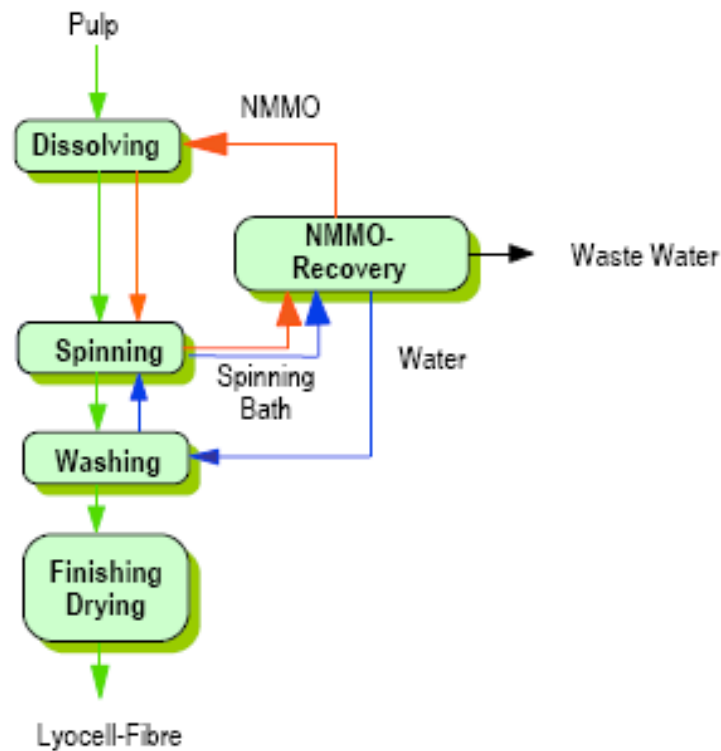 Pulp
NMMO
Dissolving
NMMO-
Recovery
Waste Water
Spinning
Spinning
Bath
Water
Washing
Finishing
Drying
Lyocell-Fibre